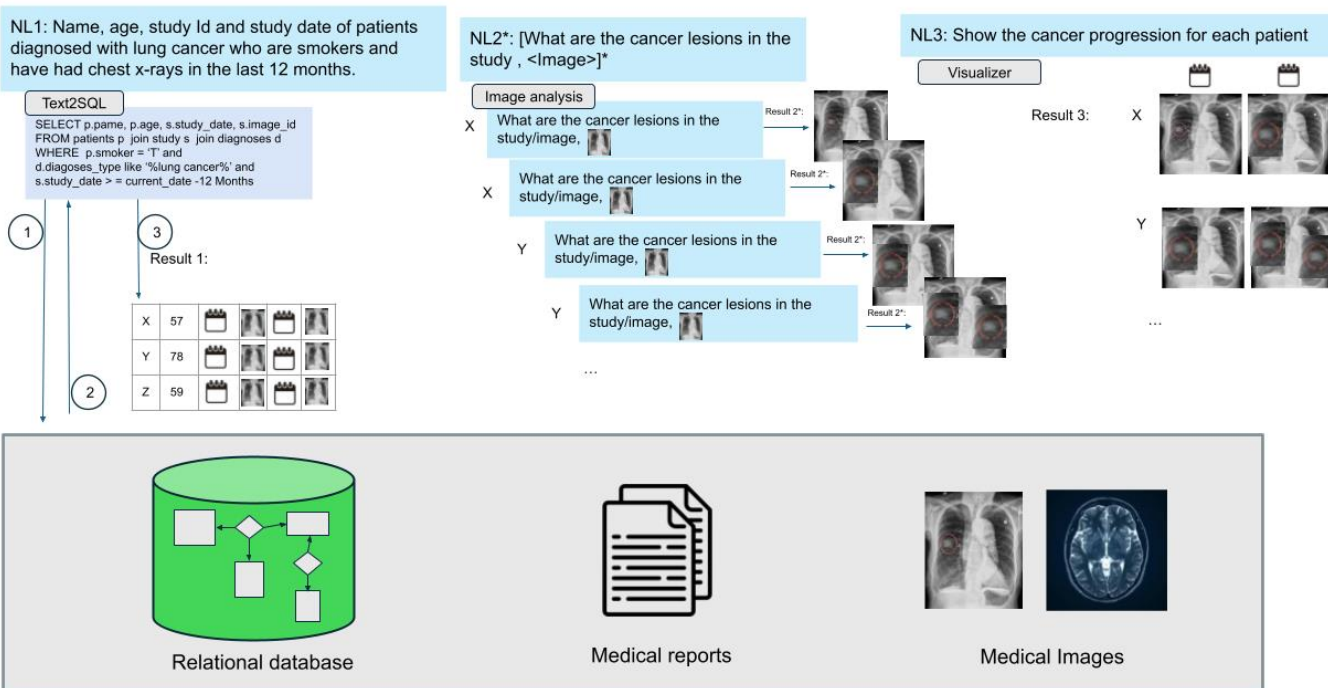 NL1: Name, age, study Id and study date of patients
diagnosed with lung cancer who are smokers and
have had chest x-rays in the last 12 months.
Text2SQL
SELECT p.pame, p.age, s.study_date, s.image_id
FROM patients p join study s join diagnoses d
WHERE p.smoker = ‘T’ and
d.diagoses_type like ‘%lung cancer%’ and
s.study_date > = current_date -12 Months
1
2
3
Result 1:
X 57
Y 78
Z 59
NL2*: [What are the cancer lesions in the
study , <Image>]*
Image analysis
X
What are the cancer lesions in the
study/image,
Result 2*:
X
What are the cancer lesions in the
study/image,
Result 2*:
Y
What are the cancer lesions in the
study/image,
Result 2*:
Y
What are the cancer lesions in the
study/image,
Result 2*:
...
NL3: Show the cancer progression for each patient
Visualizer
Result 3:
X
Y
...
Relational database
Medical reports
Medical Images